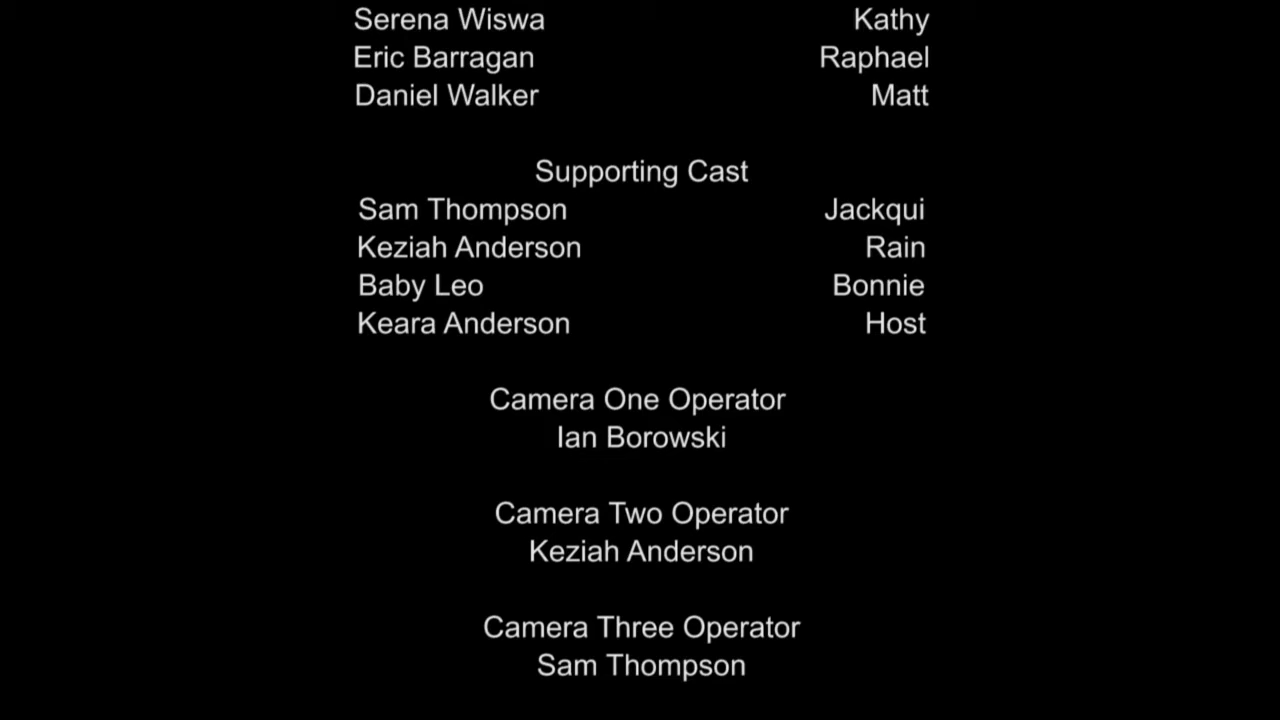 Serena Wiswa Kathy
Eric Barragan Raphael
Daniel Walker Matt
Supporting Cast
Sam Thompson Jackqui
Keziah Anderson Rain
Baby Leo Bonnie
Keara Anderson Host
Camera One Operator
Ian Borowski
Camera Two Operator
Keziah Anderson
Camera Three Operator
Sam Thompson